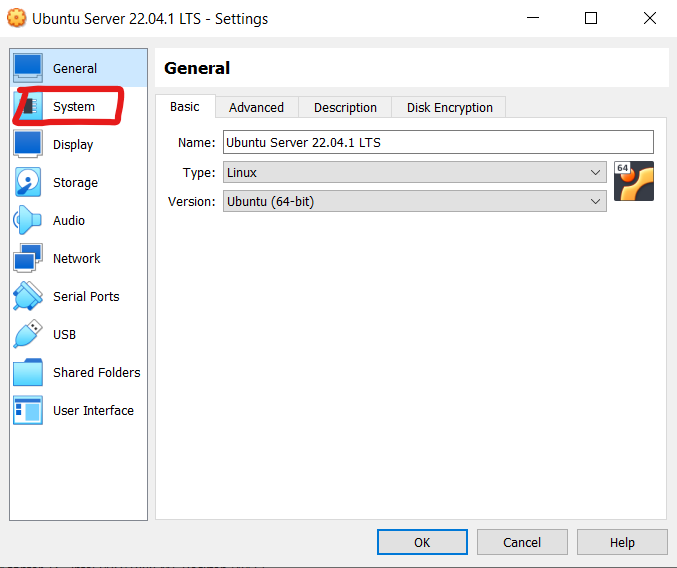 Ubuntu Server 22.04.1 LTS - Settings
General
System
Display
Storage
Audio
Network
Serial Ports
USB
Shared Folders
User Interface
General
Basic Advanced Description Disk Encryption
Name: Ubuntu Server 22.04.1 LTS
Type: Linux
64
Version: Ubuntu (64-bit)
OK Cancel Help